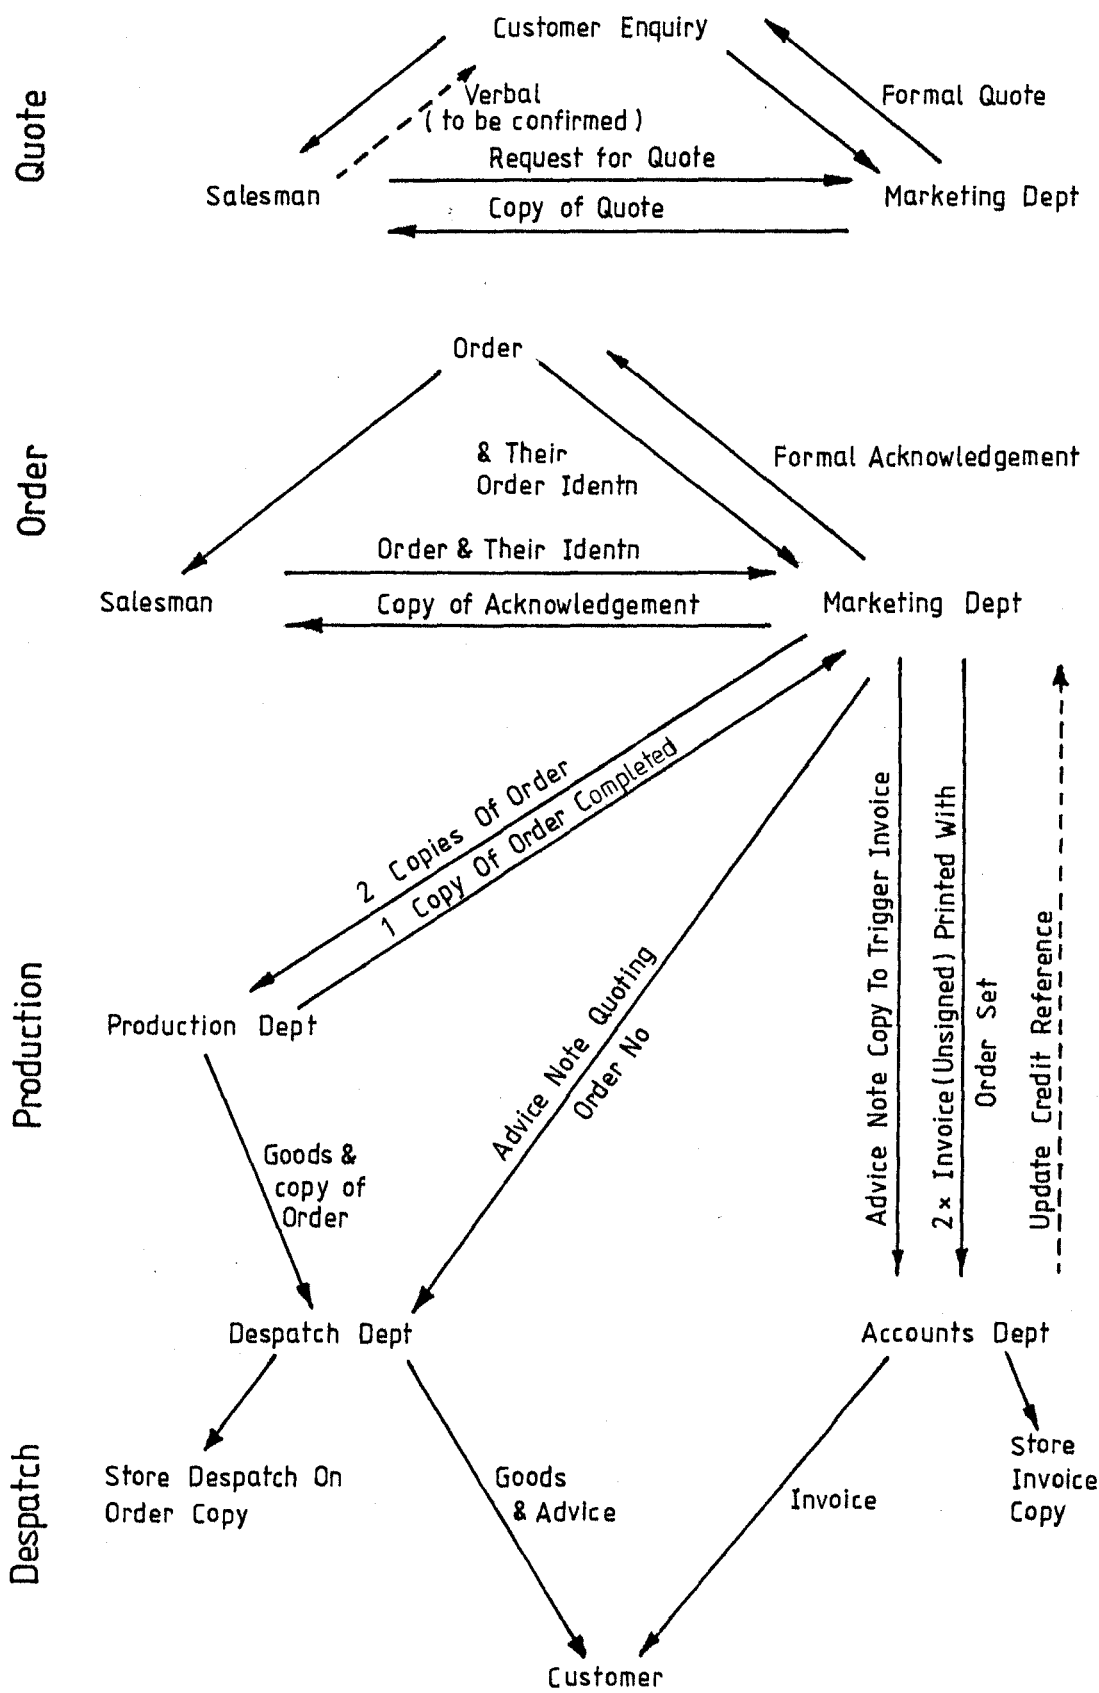 Quote
Customer Enquiry
Verbal
(to be confirmed)
Formal Quote
Request for Quote
Salesman
Marketing Dept
Copy of Quote
Order
Order
& Their
Order Identn
Formal Acknowledgement
Order & Their Identn
Salesman
Copy of Acknowledgement
Marketing Dept
2 Copies Of Order
1 Copy Of Order Completed
Production
Production Dept
Advice Note Quoting
Order No
Advice Note Copy To Trigger Invoice
2 x Invoice (Unsigned) Printed With
Order Set
Update Credit Reference
Goods &
copy of
Order
Despatch Dept
Accounts Dept
Despatch
Store Despatch On
Order Copy
Goods
& Advice
Invoice
Store
Invoice
Copy
Customer